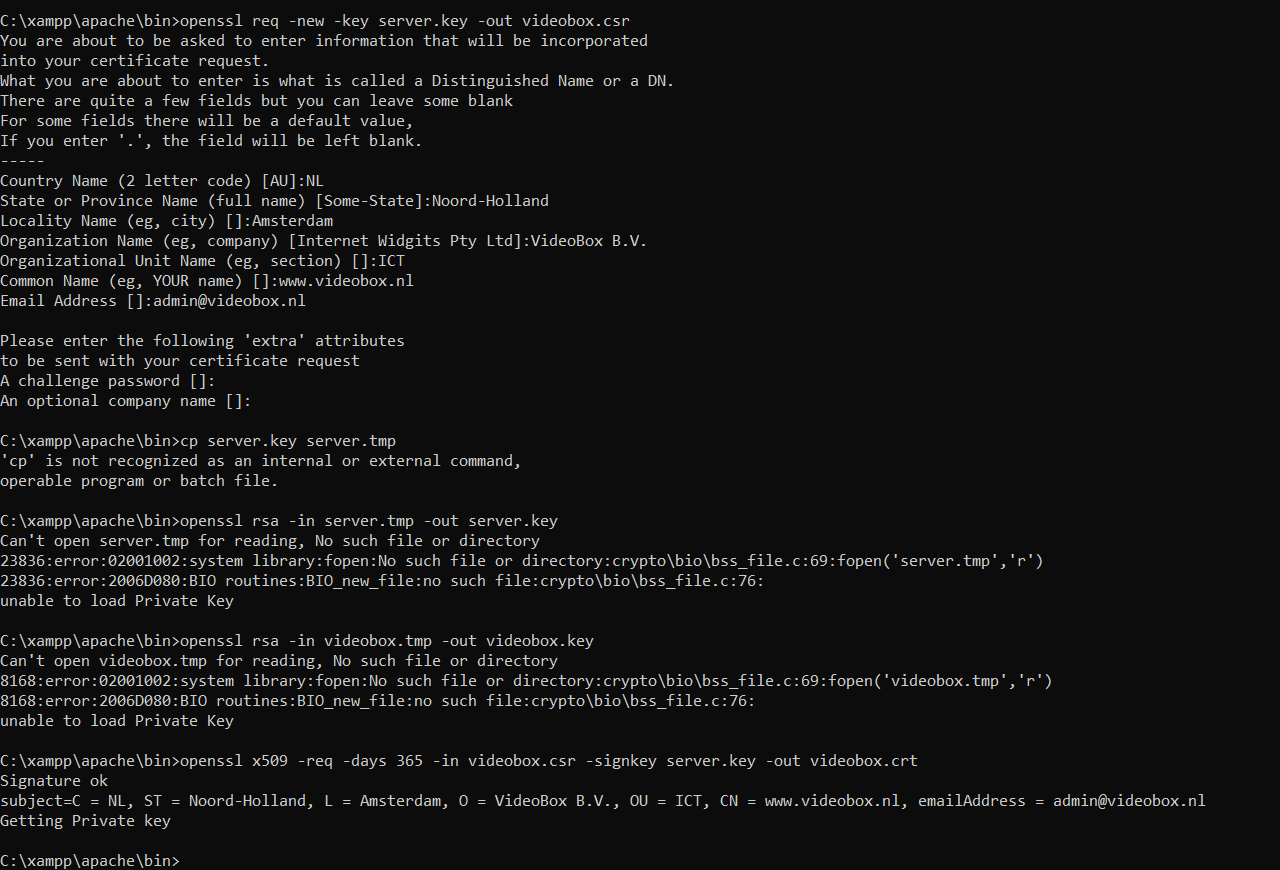 C:\xampp\apache\bin>openssl req -new -key server.key -out videobox.csr
You are about to be asked to enter information that will be incorporated
into your certificate request.
What you are about to enter is what is called a Distinguished Name or a DN.
There are quite a few fields but you can leave some blank
For some fields there will be a default value,
If you enter '.', the field will be left blank.
-----
Country Name (2 letter code) [AU]:NL
State or Province Name (full name) [Some-State]:Noord-Holland
Locality Name (eg, city) []:Amsterdam
Organization Name (eg, company) [Internet Widgits Pty Ltd]:VideoBox B.V.
Organizational Unit Name (eg, section) []:ICT
Common Name (eg, YOUR name) []:www.videobox.nl
Email Address []:admin@videobox.nl
Please enter the following 'extra' attributes
to be sent with your certificate request
A challenge password []:
An optional company name []:
C:\xampp\apache\bin>cp server.key server.tmp
'cp' is not recognized as an internal or external command,
operable program or batch file.
C:\xampp\apache\bin>openssl rsa -in server.tmp -out server.key
Can't open server.tmp for reading, No such file or directory
23836:error:02001002:system library:fopen:No such file or directory:crypto\bio\bss_file.c:69:fopen('server.tmp','r')
23836:error:2006D080:BIO routines:BIO_new_file:no such file:crypto\bio\bss_file.c:76:
unable to load Private Key
C:\xampp\apache\bin>openssl rsa -in videobox.tmp -out videobox.key
Can't open videobox.tmp for reading, No such file or directory
8168:error:02001002:system library:fopen:No such file or directory:crypto\bio\bss_file.c:69:fopen('videobox.tmp','r')
8168:error:2006D080:BIO routines:BIO_new_file:no such file:crypto\bio\bss_file.c:76:
unable to load Private Key
C:\xampp\apache\bin>openssl x509 -req -days 365 -in videobox.csr -signkey server.key -out videobox.crt
Signature ok
subject=C = NL, ST = Noord-Holland, L = Amsterdam, O = VideoBox B.V., OU = ICT, CN = www.videobox.nl, emailAddress = admin@videobox.nl
Getting Private key
C:\xampp\apache\bin>